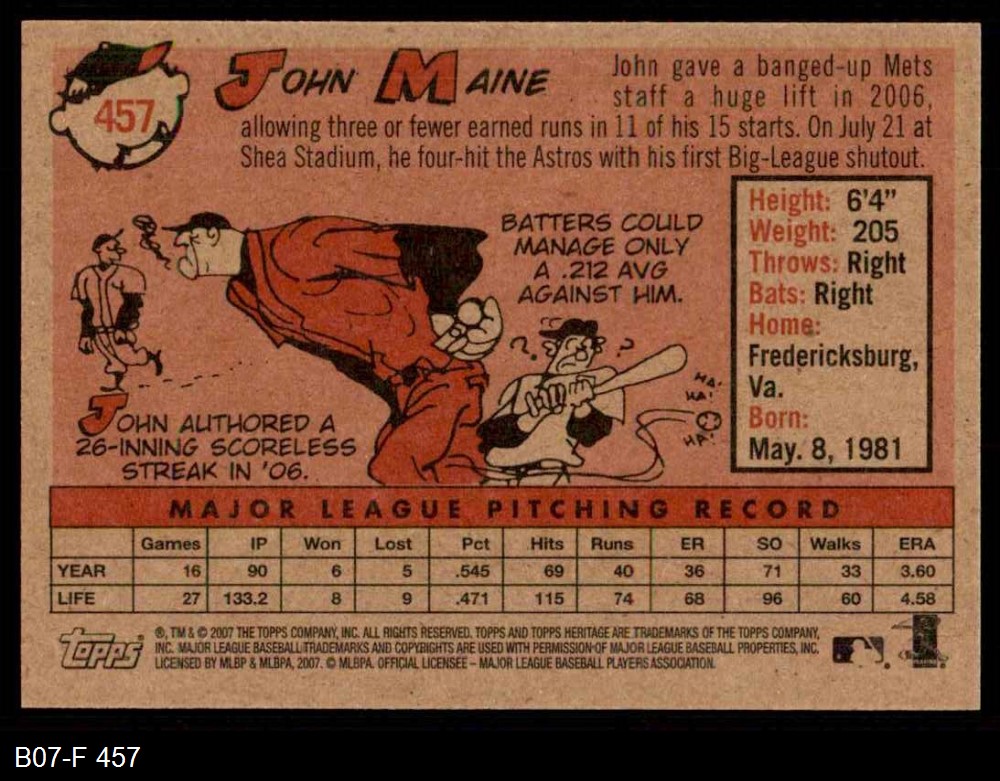 457
JOHN MAINE
John gave a banged-up Mets
staff a huge lift in 2006,
allowing three or fewer earned runs in 11 of his 15 starts. On July 21 at
Shea Stadium, he four-hit the Astros with his first Big-League shutout.
BATTERS COULD
MANAGE ONLY
A .212 AVG
AGAINST HIM.
? ?
HA!
HA!
HA!
JOHN AUTHORED A
26-INNING SCORELESS
STREAK IN '06.
Height: 6'4"
Weight: 205
Throws: Right
Bats: Right
Home:
Fredericksburg,
Va.
Born:
May. 8, 1981
MAJOR LEAGUE PITCHING RECORD
Games IP Won Lost Pct Hits Runs ER SO Walks ERA
YEAR 16 90 6 5 .545 69 40 36 71 33 3.60
LIFE 27 133.2 8 9 .471 115 74 68 96 60 4.58
Topps
®, TM & © 2007 THE TOPPS COMPANY, INC. ALL RIGHTS RESERVED. TOPPS AND TOPPS HERITAGE ARE TRADEMARKS OF THE TOPPS COMPANY,
INC. MAJOR LEAGUE BASEBALL TRADEMARKS AND COPYRIGHTS ARE USED WITH PERMISSION OF MAJOR LEAGUE BASEBALL PROPERTIES, INC.
LICENSED BY MLBP & MLBPA, 2007. © MLBPA. OFFICIAL LICENSEE – MAJOR LEAGUE BASEBALL PLAYERS ASSOCIATION.
B07-F 457